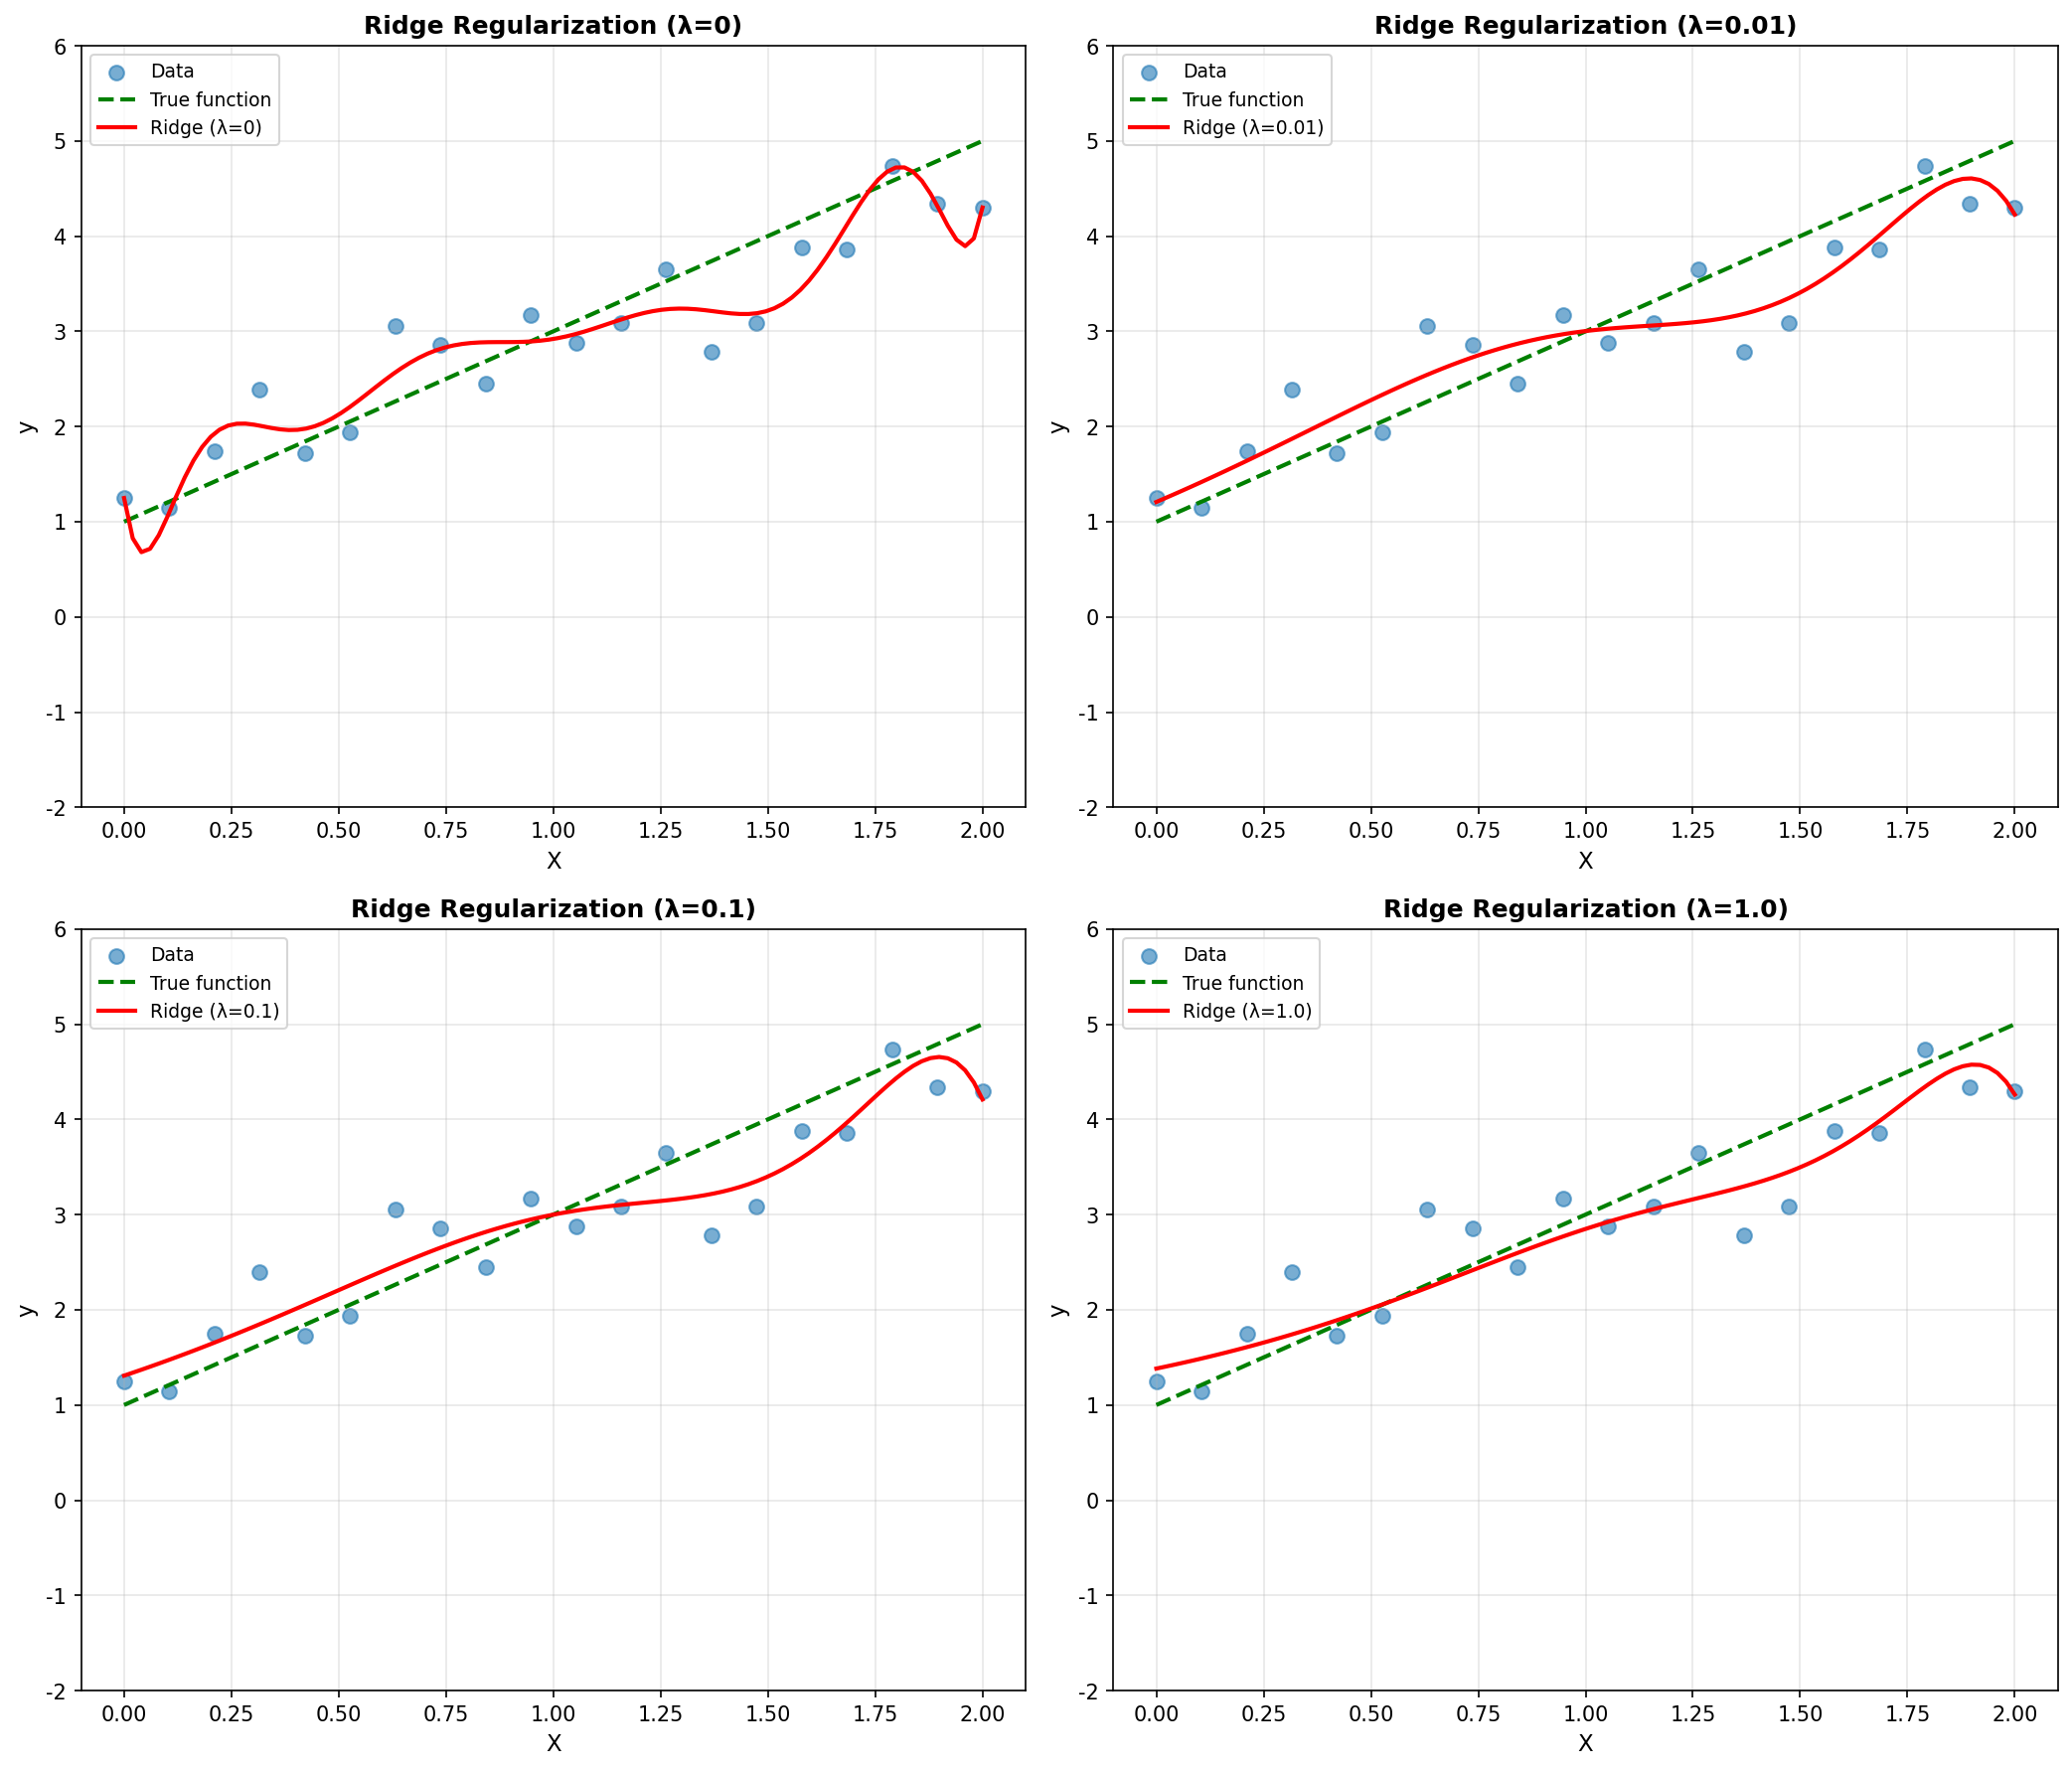 Ridge Regularization (λ=0)
6
5
4
3
2
1
0
-1
-2
y
Data
True function
Ridge (λ=0)
0.00 0.25 0.50 0.75 1.00 1.25 1.50 1.75 2.00
X
Ridge Regularization (λ=0.01)
6
5
4
3
2
1
0
-1
-2
y
Data
True function
Ridge (λ=0.01)
0.00 0.25 0.50 0.75 1.00 1.25 1.50 1.75 2.00
X
Ridge Regularization (λ=0.1)
6
5
4
3
2
1
0
-1
-2
y
Data
True function
Ridge (λ=0.1)
0.00 0.25 0.50 0.75 1.00 1.25 1.50 1.75 2.00
X
Ridge Regularization (λ=1.0)
6
5
4
3
2
1
0
-1
-2
y
Data
True function
Ridge (λ=1.0)
0.00 0.25 0.50 0.75 1.00 1.25 1.50 1.75 2.00
X